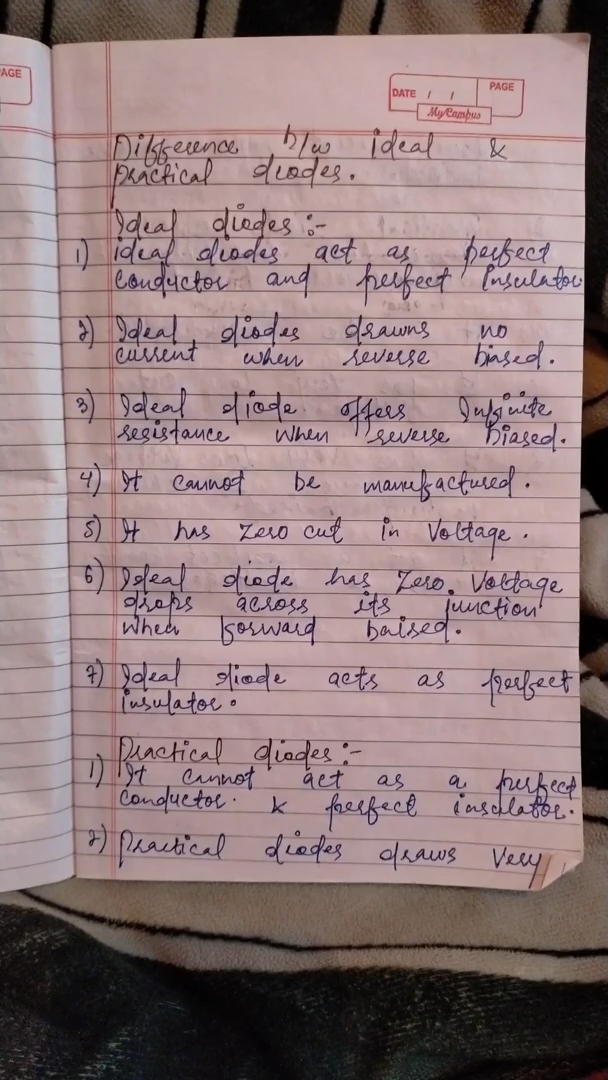 PAGE
DATE / / PAGE
MyCampus
Difference b/w ideal &
practical diodes.
Ideal diodes :-
1) ideal diodes act as perfect
conductor and perfect insulator
2) Ideal diodes drawns no
current when reverse biased.
3) Ideal diode offers Infinite
resistance when reverse biased.
4) It cannot be manufactured.
5) It has Zero cut in Voltage.
6) Ideal diode has Zero. Voltage
drops across its junction
when forward baised.
7) Ideal diode acts as perfect
insulator.
Practical diodes :-
1) It cannot act as a perfect
conductor. & perfect insulator.
2) Practical diodes draws very